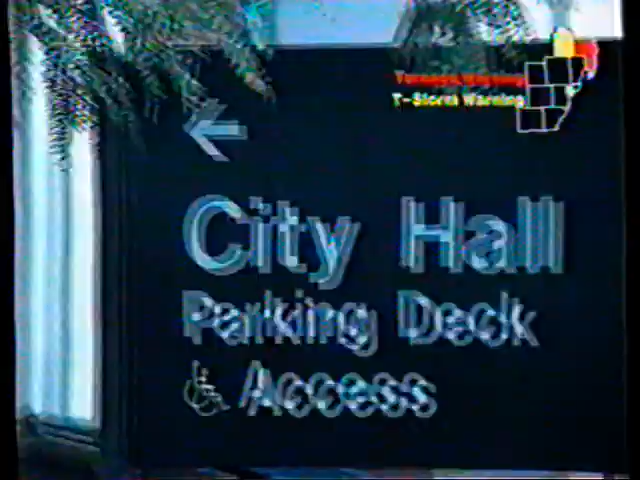 Tornado Warning
T-Storm Warning
City Hall
Parking Deck
Access